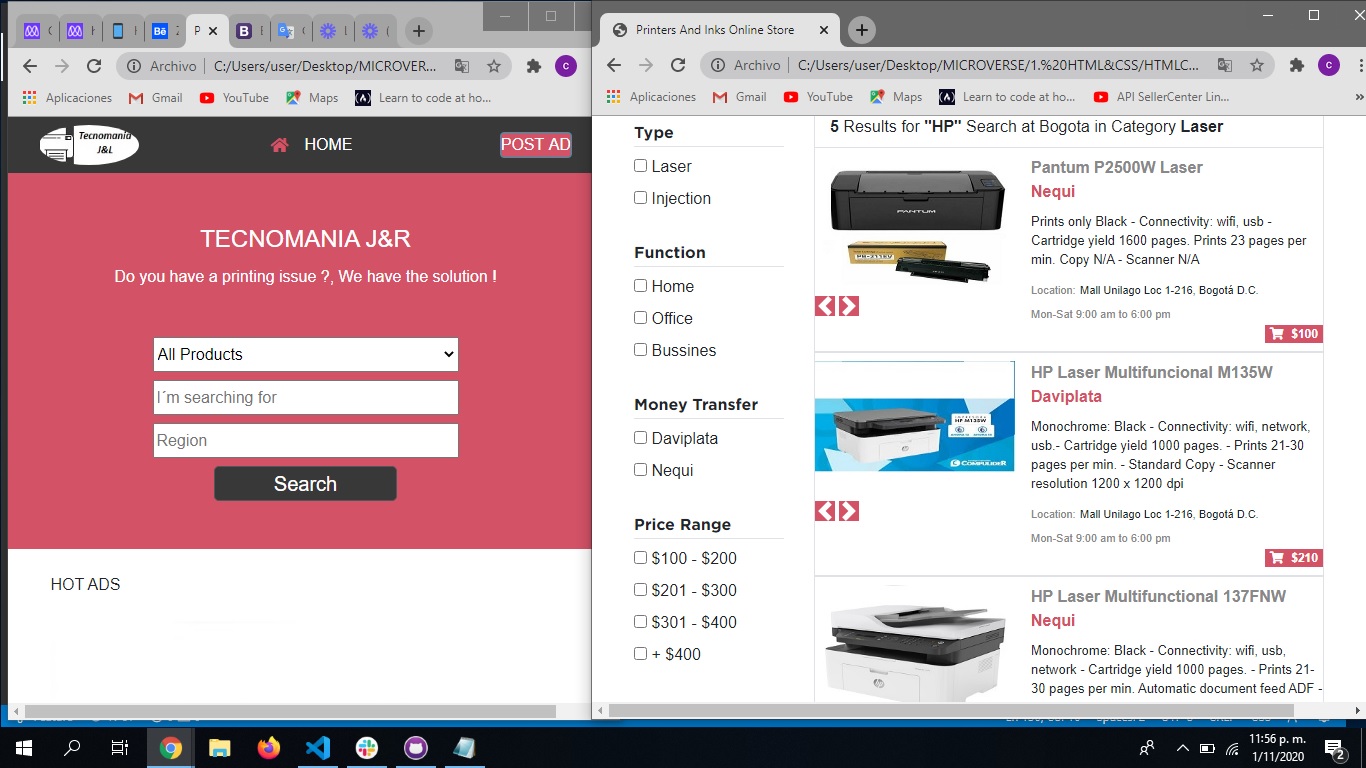 Archivo
C:/Users/user/Desktop/MICROVER...
Aplicaciones
Gmail
YouTube
Maps
Learn to code at ho...
Tecnomania
J&L
HOME
POST AD
TECNOMANIA J&R
Do you have a printing issue ?, We have the solution !
All Products
I´m searching for
Region
Search
HOT ADS
Printers And Inks Online Store
Archivo
C:/Users/user/Desktop/MICROVERSE/1.%20HTML&CSS/HTMLC...
Aplicaciones
Gmail
YouTube
Maps
Learn to code at ho...
API SellerCenter Lin...
Type
Laser
Injection
Function
Home
Office
Bussines
Money Transfer
Daviplata
Nequi
Price Range
$100 - $200
$201 - $300
$301 - $400
+ $400
5 Results for "HP" Search at Bogota in Category Laser
PANTUM
Pantum P2500W Laser
Nequi
Prints only Black - Connectivity: wifi, usb -
Cartridge yield 1600 pages. Prints 23 pages per
min. Copy N/A - Scanner N/A
Location: Mall Unilago Loc 1-216, Bogotá D.C.
Mon-Sat 9:00 am to 6:00 pm
$100
HP M135W
HP Laser Multifuncional M135W
Daviplata
Monochrome: Black - Connectivity: wifi, network,
usb.- Cartridge yield 1000 pages. - Prints 21-30
pages per min. - Standard Copy - Scanner
resolution 1200 x 1200 dpi
Location: Mall Unilago Loc 1-216, Bogotá D.C.
Mon-Sat 9:00 am to 6:00 pm
$210
HP Laser Multifunctional 137FNW
Nequi
Monochrome: Black - Connectivity: wifi, usb,
network - Cartridge yield 1000 pages. - Prints 21-
30 pages per min. Automatic document feed ADF -
11:56 p. m.
1/11/2020
2